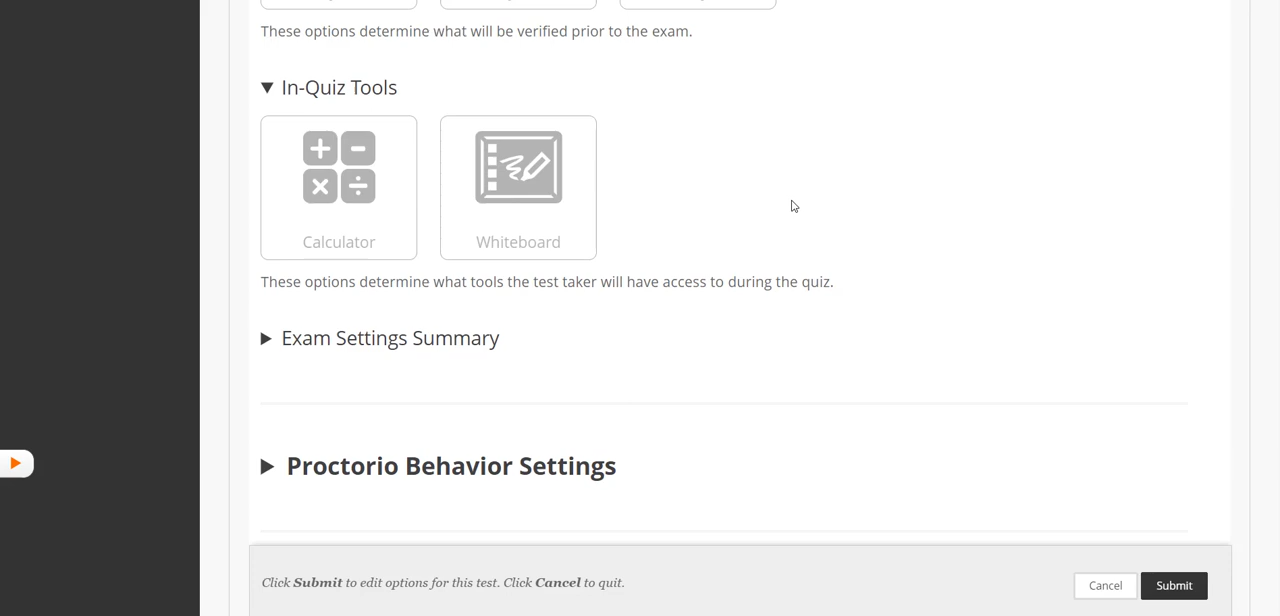 These options determine what will be verified prior to the exam.
In-Quiz Tools
Calculator
Whiteboard
These options determine what tools the test taker will have access to during the quiz.
Exam Settings Summary
Proctorio Behavior Settings
Click Submit to edit options for this test. Click Cancel to quit.
Cancel
Submit